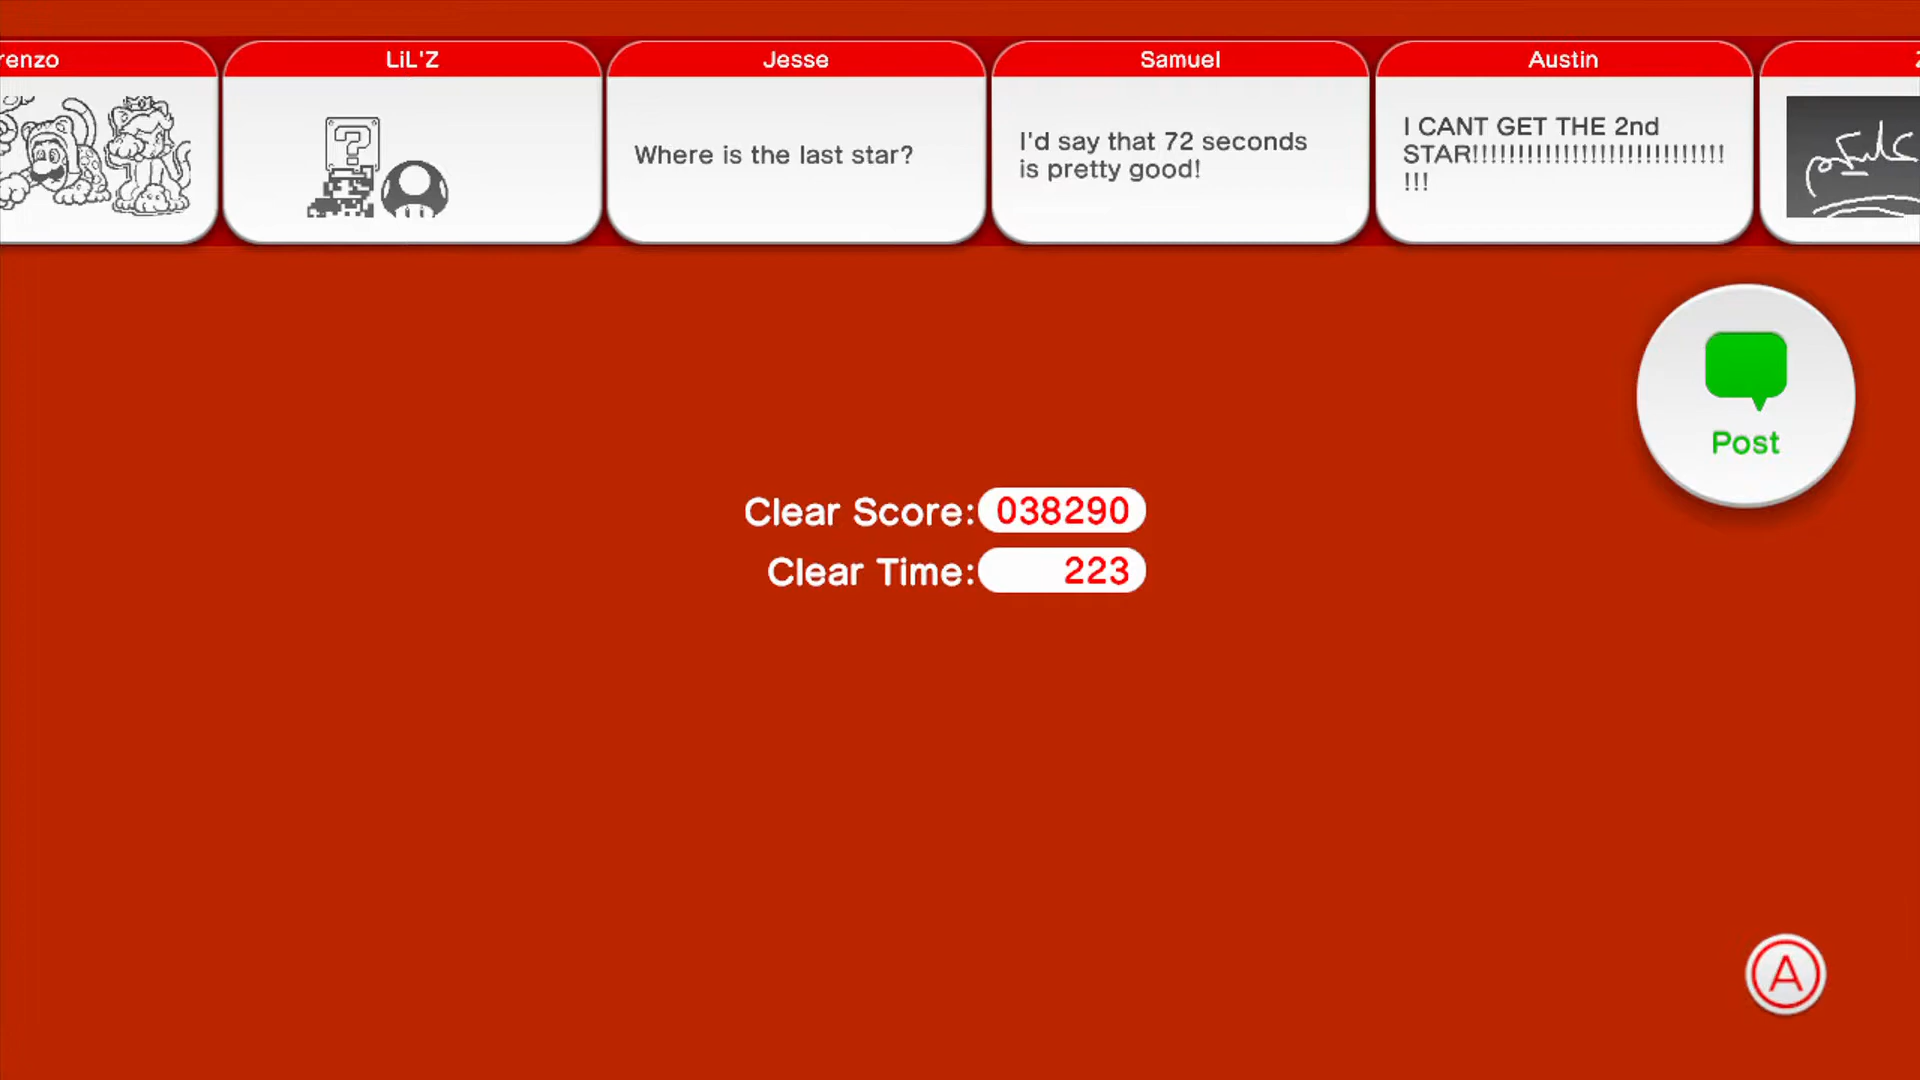 renzo
LiL'Z
Jesse
Samuel
Austin
?
Where is the last star?
I'd say that 72 seconds
is pretty good!
I CANT GET THE 2nd
STAR!!!!!!!!!!!!!!!!!!!!!!!!!!!!
!!!
Post
Clear Score: 038290
Clear Time: 223
A